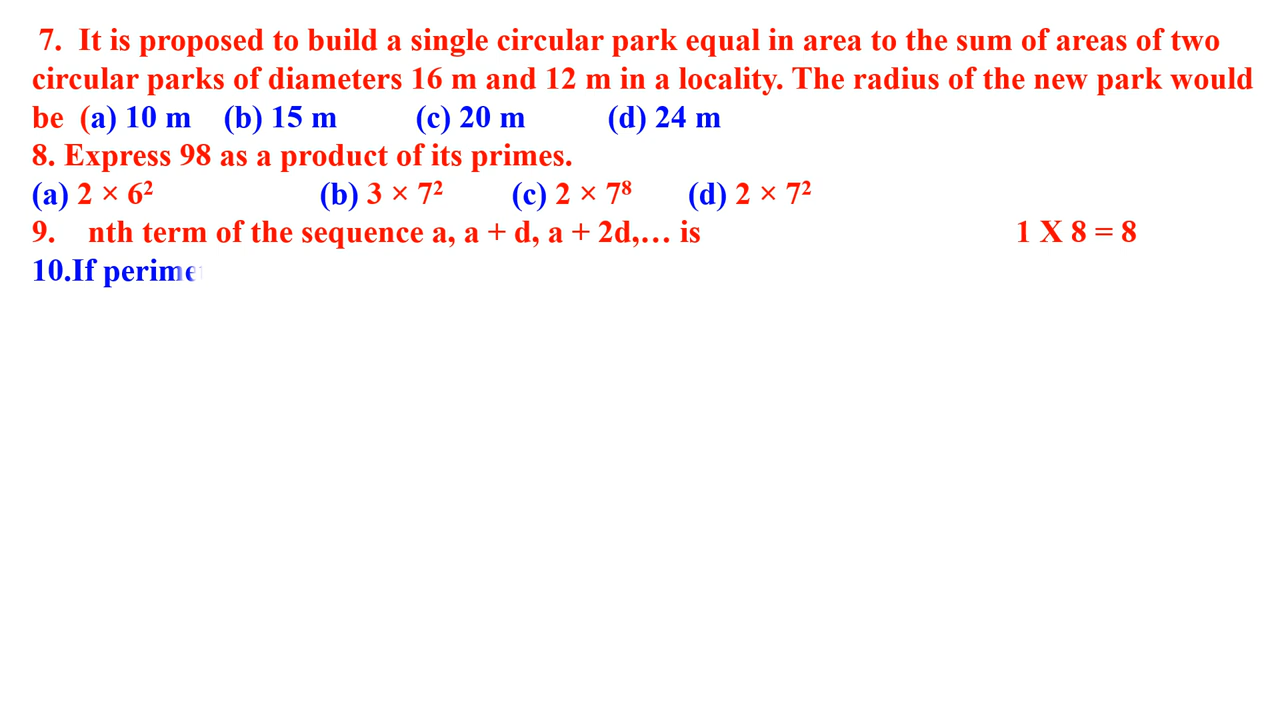 7. It is proposed to build a single circular park equal in area to the sum of areas of two
circular parks of diameters 16 m and 12 m in a locality. The radius of the new park would
be (a) 10 m (b) 15 m (c) 20 m (d) 24 m
8. Express 98 as a product of its primes.
(a) 2 × 6² (b) 3 × 7² (c) 2 × 7⁸ (d) 2 × 7²
9. nth term of the sequence a, a + d, a + 2d,… is 1 X 8 = 8
10.If